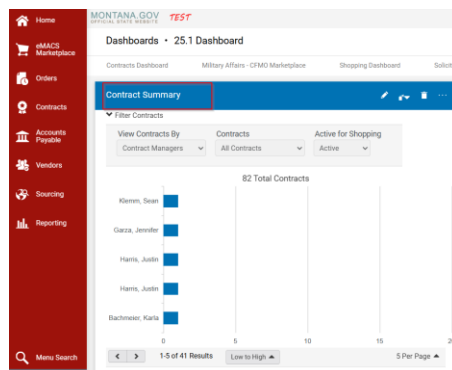 MONTANA.GOV
OFFICIAL STATE WEBSITE
TEST
Home
eMACS
Marketplace
Orders
Contracts
Accounts
Payable
Vendors
Sourcing
Reporting
Menu Search
Dashboards • 25.1 Dashboard
Contracts Dashboard Military Affairs - CFMO Marketplace Shopping Dashboard Solicit
Contract Summary
Filter Contracts
View Contracts By Contracts Active for Shopping
Contract Managers All Contracts Active
82 Total Contracts
Klemm, Sean
Garza, Jennifer
Harris, Justin
Harris, Justin
Bachmeier, Karla
0 5 10 15 20
1-5 of 41 Results Low to High 5 Per Page